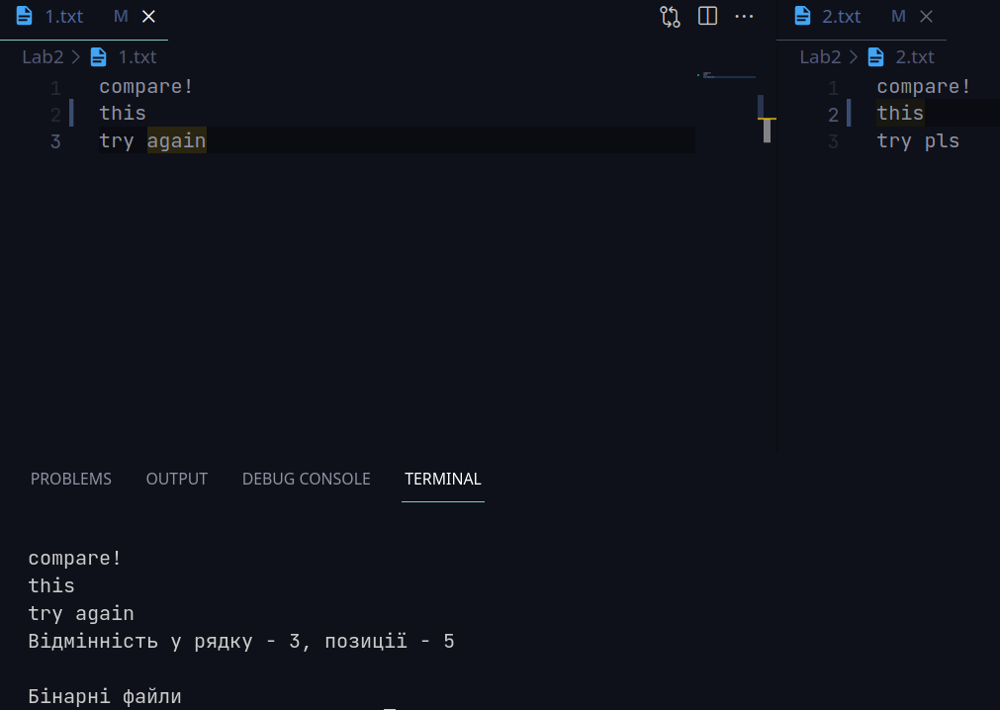 1.txt M
2.txt M
Lab2 > 1.txt
1 compare!
2 this
3 try again
Lab2 > 2.txt
1 compare!
2 this
3 try pls
PROBLEMS OUTPUT DEBUG CONSOLE TERMINAL
compare!
this
try again
Відмінність у рядку - 3, позиції - 5
Бінарні файли